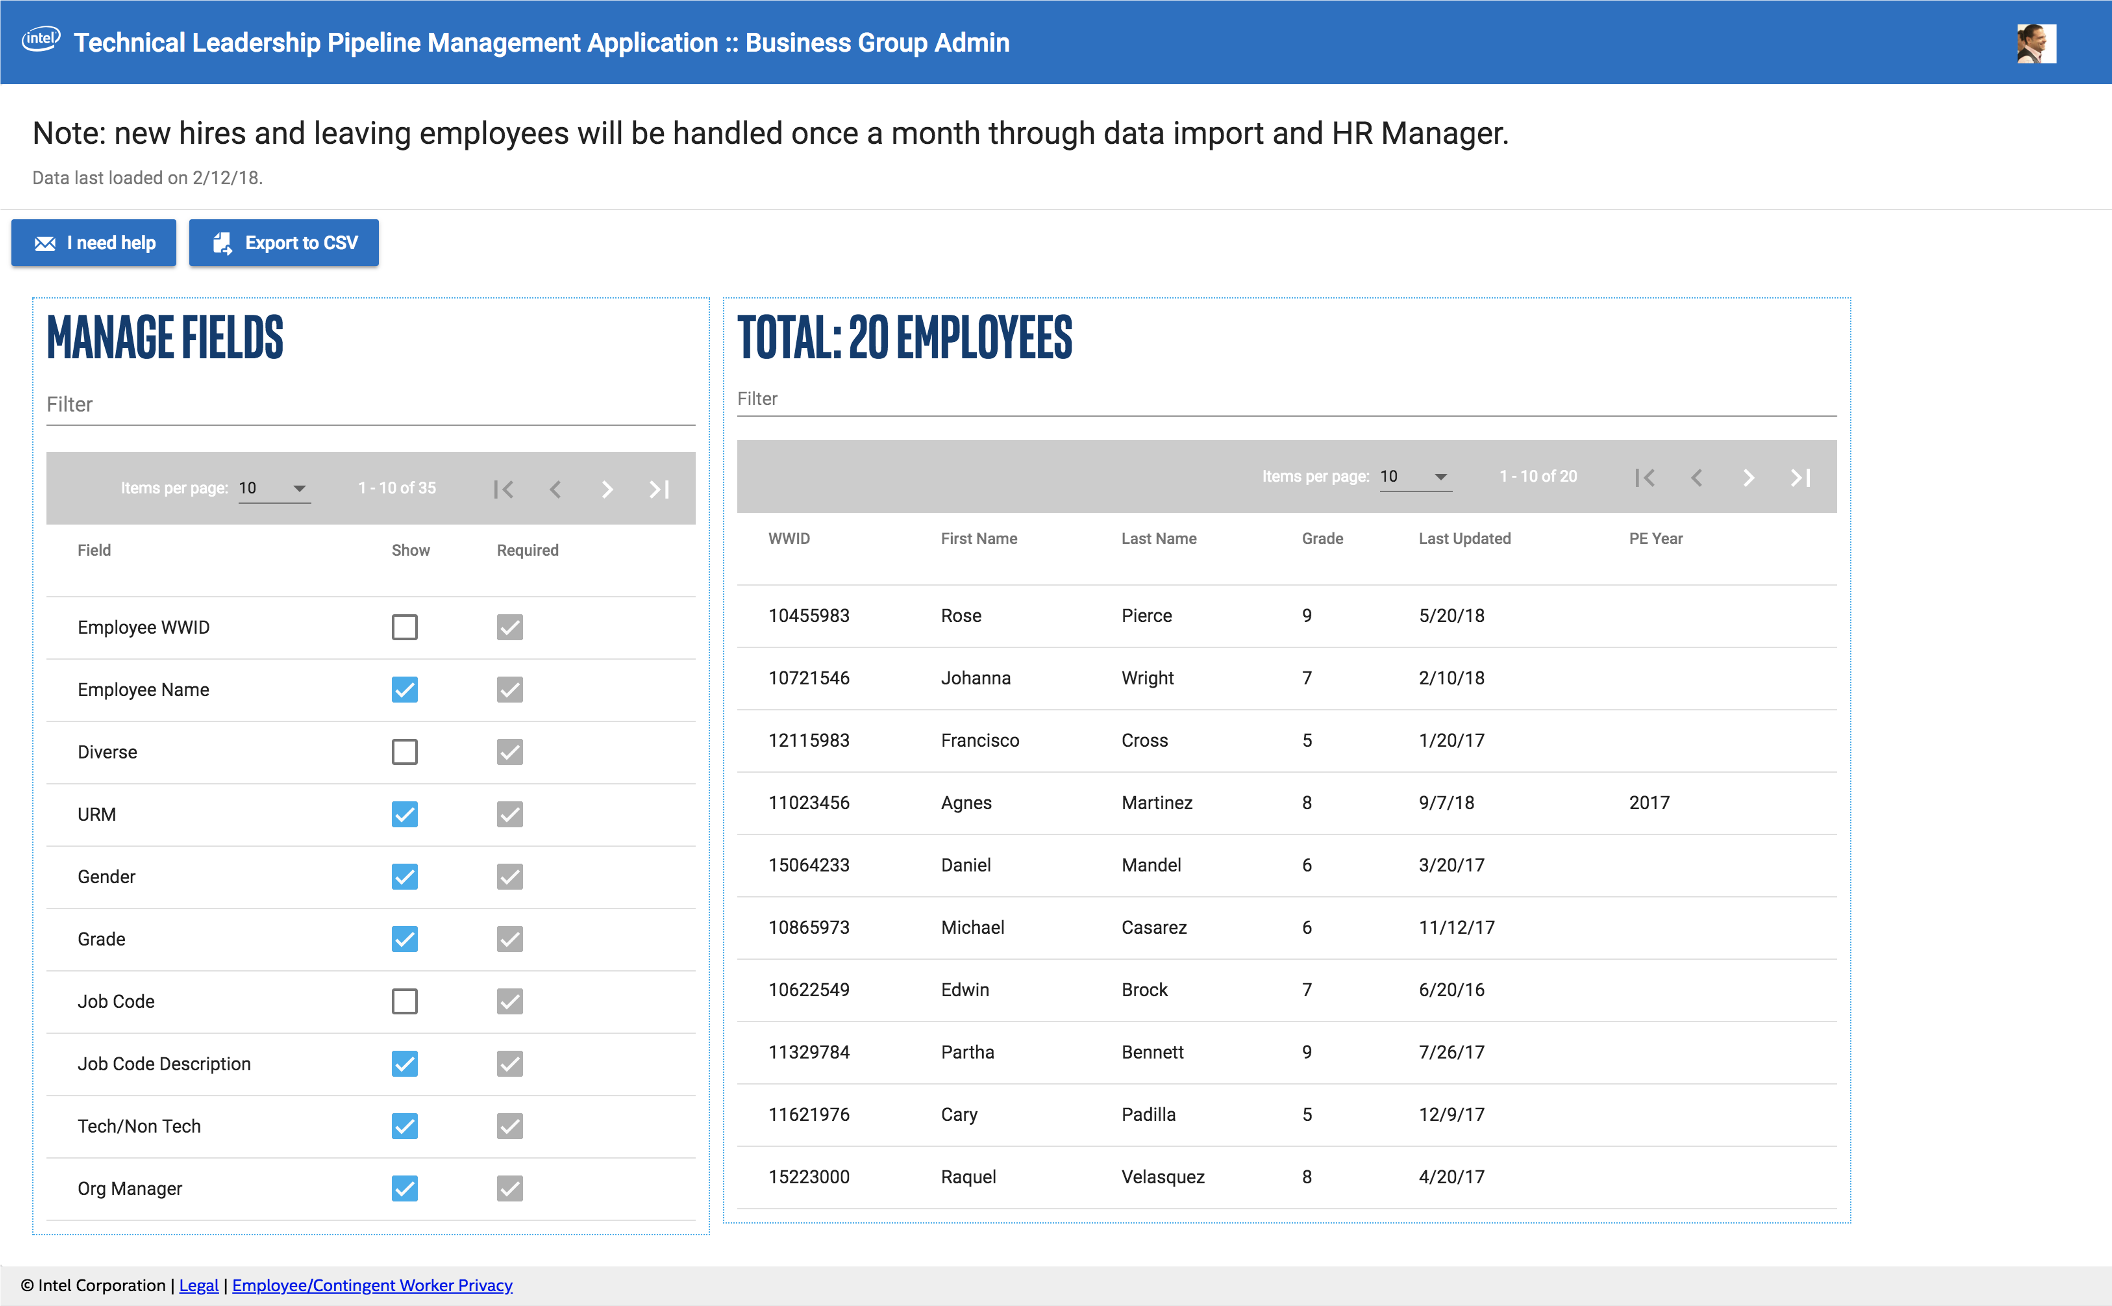 intel Technical Leadership Pipeline Management Application :: Business Group Admin
Note: new hires and leaving employees will be handled once a month through data import and HR Manager.
Data last loaded on 2/12/18.
I need help Export to CSV
MANAGE FIELDS
Filter
Items per page: 10 1 - 10 of 35
Field Show Required
Employee WWID
Employee Name
Diverse
URM
Gender
Grade
Job Code
Job Code Description
Tech/Non Tech
Org Manager
TOTAL: 20 EMPLOYEES
Filter
Items per page: 10 1 - 10 of 20
WWID First Name Last Name Grade Last Updated PE Year
10455983 Rose Pierce 9 5/20/18
10721546 Johanna Wright 7 2/10/18
12115983 Francisco Cross 5 1/20/17
11023456 Agnes Martinez 8 9/7/18 2017
15064233 Daniel Mandel 6 3/20/17
10865973 Michael Casarez 6 11/12/17
10622549 Edwin Brock 7 6/20/16
11329784 Partha Bennett 9 7/26/17
11621976 Cary Padilla 5 12/9/17
15223000 Raquel Velasquez 8 4/20/17
© Intel Corporation | Legal | Employee/Contingent Worker Privacy